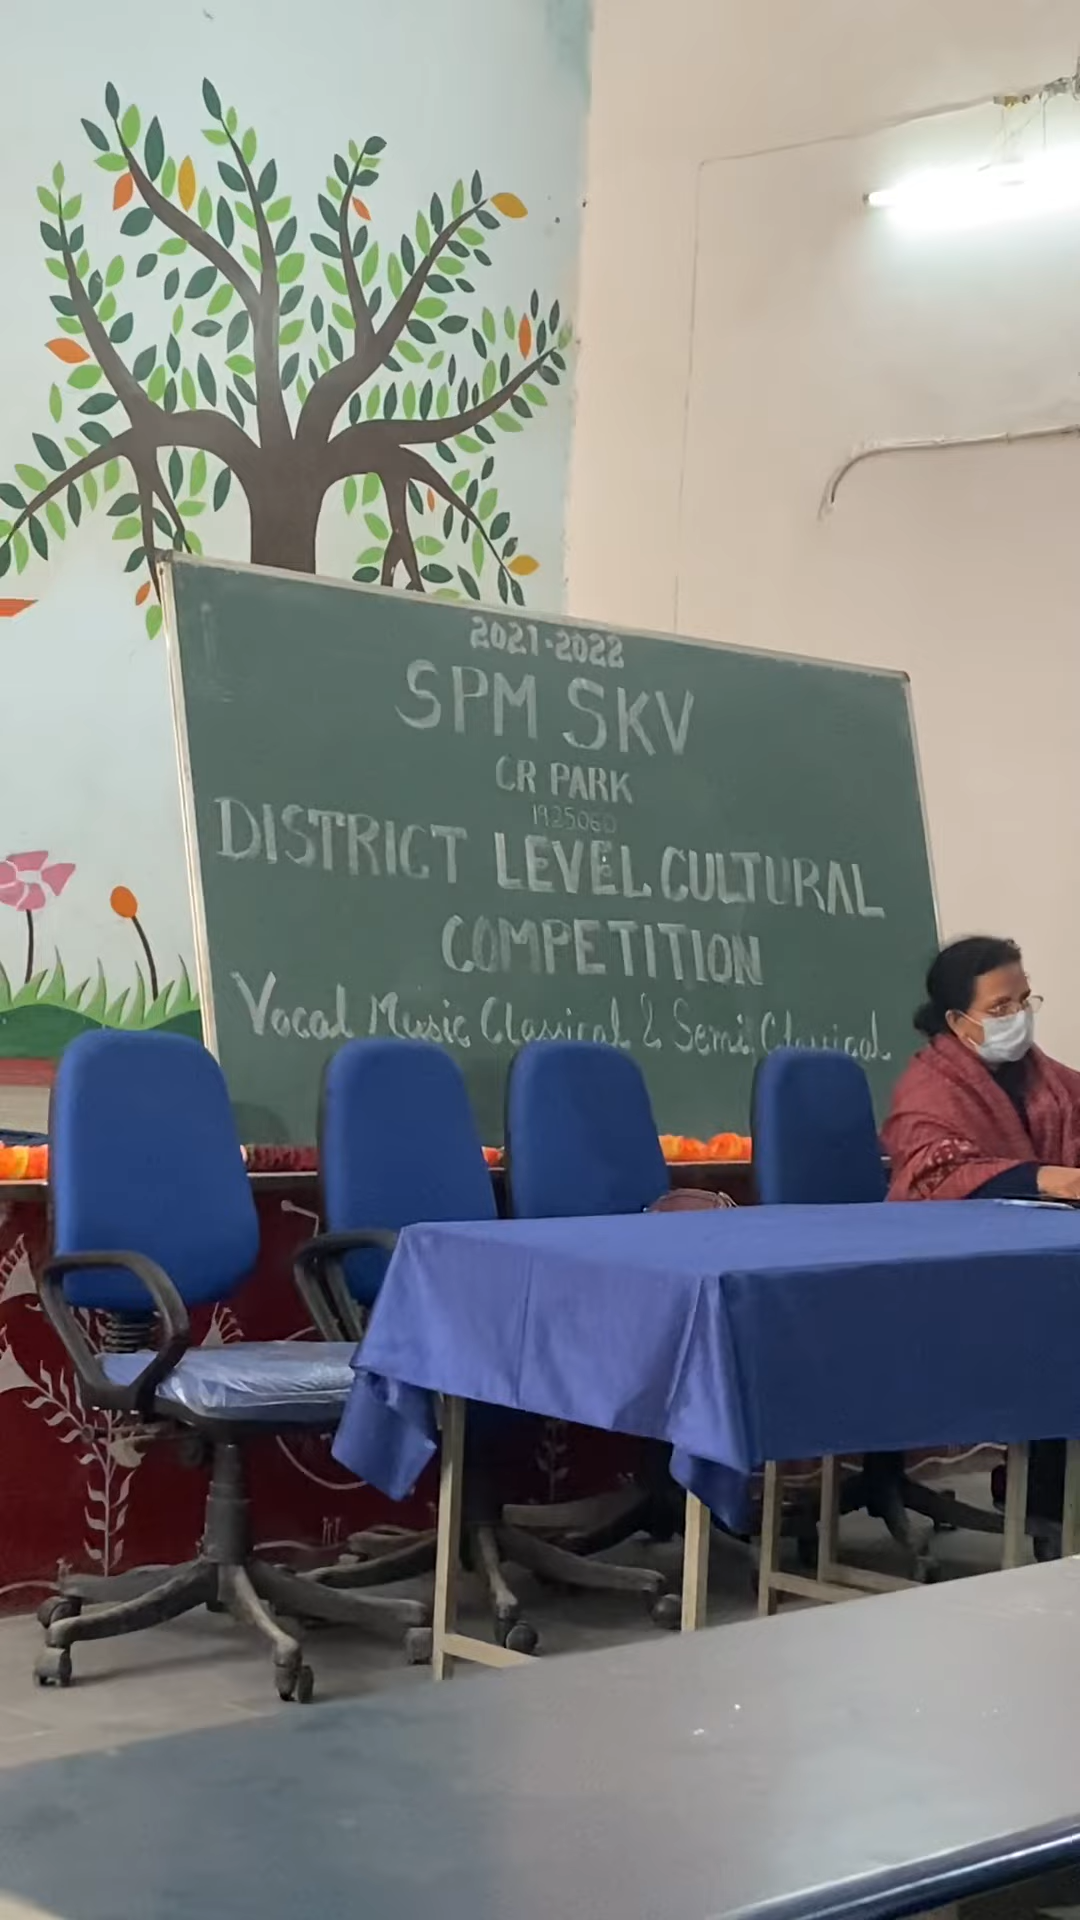 2021-2022
SPM SKV
CR PARK
1925060
DISTRICT LEVEL CULTURAL
COMPETITION
Vocal Music Classical & Semi Classical